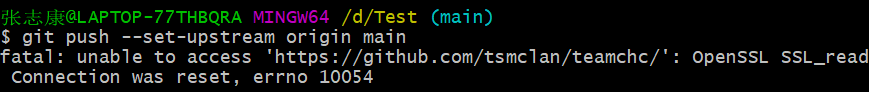 张志康@LAPTOP-77THBQRA MINGW64 /d/Test (main)
$ git push --set-upstream origin main
fatal: unable to access 'https://github.com/tsmclan/teamchc/': OpenSSL SSL_read
 Connection was reset, errno 10054